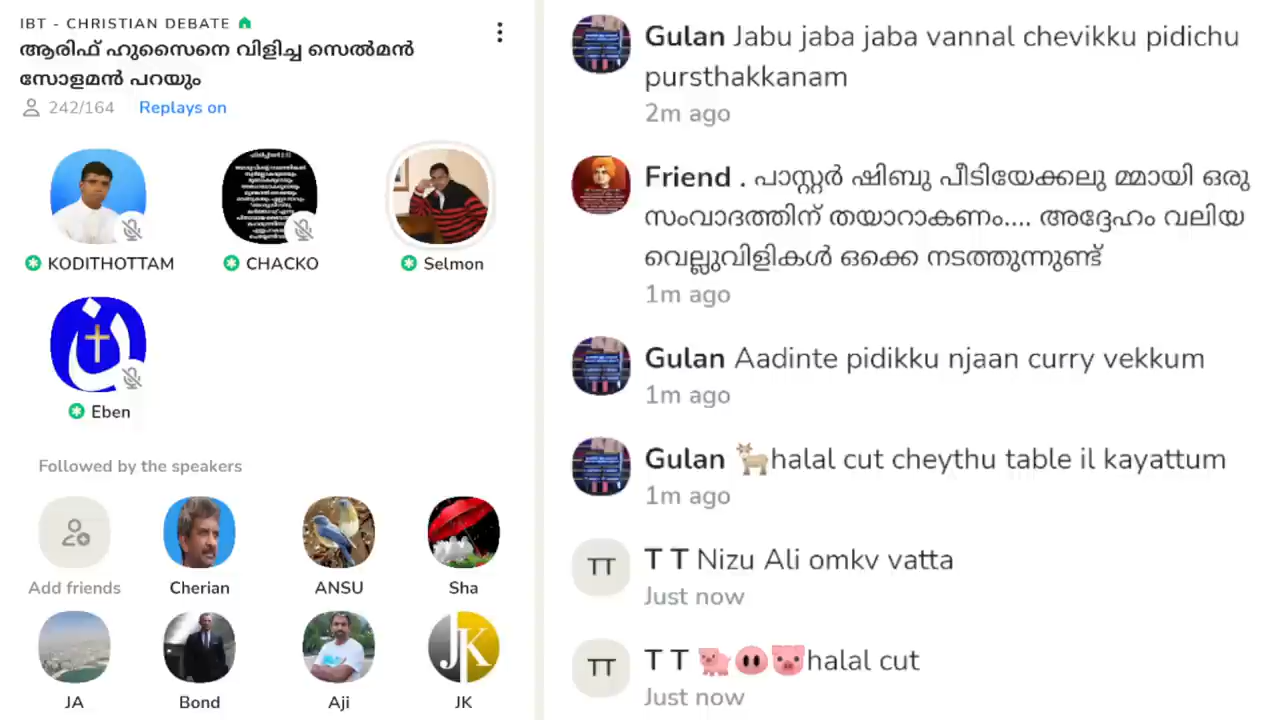 IBT - CHRISTIAN DEBATE
ആരിഫ് ഹുസൈനെ വിളിച്ച സെൽമൻ
സോളമൻ പറയും
242/164 Replays on
KODITHOTTAM CHACKO Selmon
Eben
Followed by the speakers
Add friends Cherian ANSU Sha
JK
JA Bond Aji JK
Gulan Jabu jaba jaba vannal chevikku pidichu
pursthakkanam
2m ago
Friend . പാസ്റ്റർ ഷിബു പീടിയേക്കലു മ്മായി ഒരു
സംവാദത്തിന് തയാറാകണം.... അദ്ദേഹം വലിയ
വെല്ലുവിളികൾ ഒക്കെ നടത്തുന്നുണ്ട്
1m ago
Gulan Aadinte pidikku njaan curry vekkum
1m ago
Gulan 🐐halal cut cheythu table il kayattum
1m ago
TT
T T Nizu Ali omkv vatta
Just now
TT
T T 🐖🐽🐷halal cut
Just now